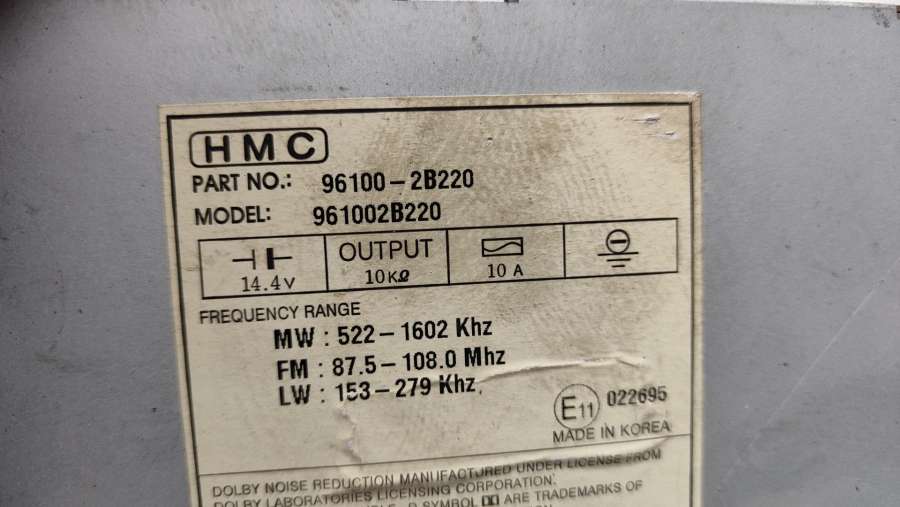 HMC
PART NO.: 96100-2B220
MODEL: 961002B220
14.4V
OUTPUT 10KΩ
10 A
FREQUENCY RANGE
MW : 522-1602 Khz
FM : 87.5-108.0 Mhz
LW : 153-279 Khz.
E11 022695
MADE IN KOREA
DOLBY NOISE REDUCTION MANUFACTURED UNDER LICENSE FROM
DOLBY LABORATORIES LICENSING CORPORATION.
D SYMBOL ARE TRADEMARKS OF